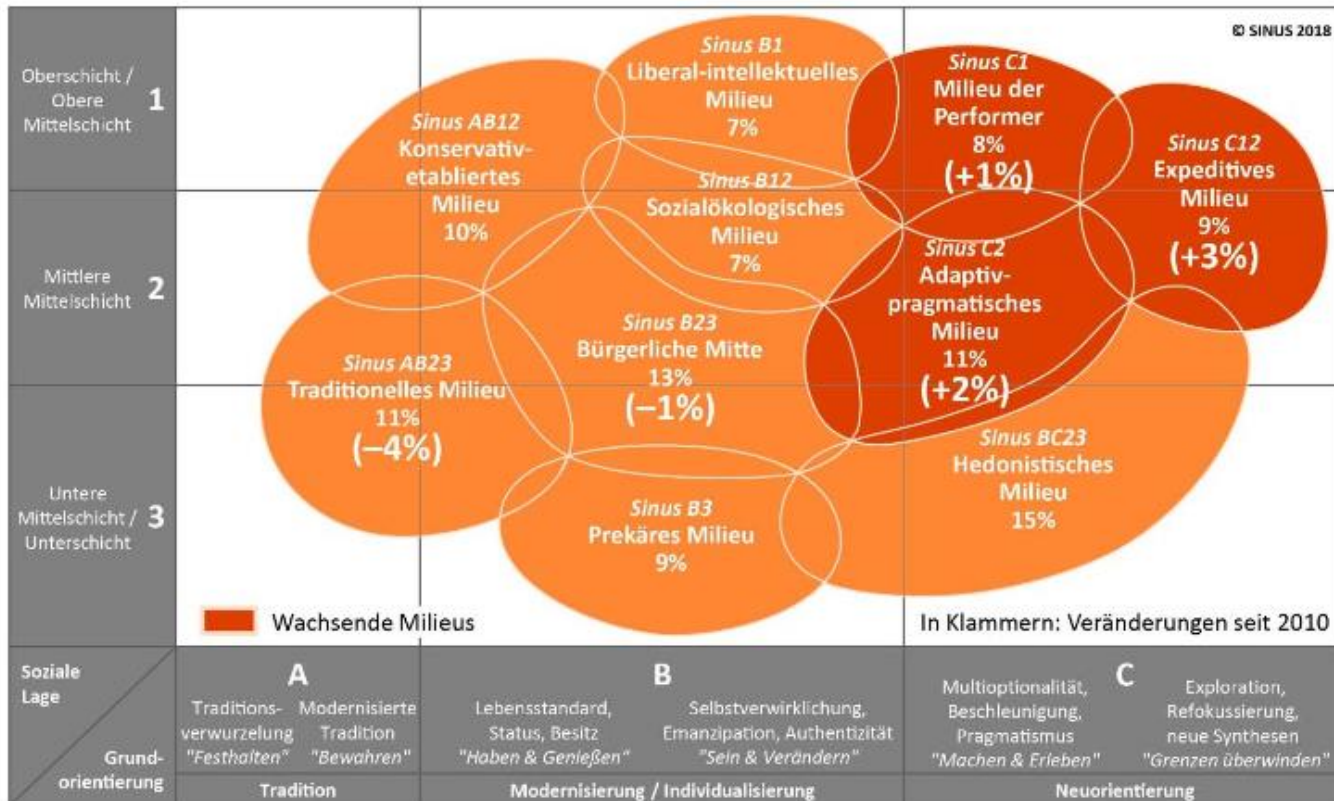 © SINUS 2018
Oberschicht /
Obere
Mittelschicht
1
Mittlere
Mittelschicht
2
Untere
Mittelschicht /
Unterschicht
3
Sinus B1
Liberal-intellektuelles
Milieu
7%
Sinus C1
Milieu der
Performer
8%
(+1%)
Sinus AB12
Konservativ-
etabliertes
Milieu
10%
Sinus C12
Expeditives
Milieu
9%
(+3%)
Sinus B12
Sozialökologisches
Milieu
7%
Sinus C2
Adaptiv-
pragmatisches
Milieu
11%
(+2%)
Sinus B23
Bürgerliche Mitte
13%
(–1%)
Sinus AB23
Traditionelles Milieu
11%
(–4%)
Sinus BC23
Hedonistisches
Milieu
15%
Sinus B3
Prekäres Milieu
9%
Wachsende Milieus
In Klammern: Veränderungen seit 2010
Soziale
Lage
Grund-
orientierung
A
Traditions-
verwurzelung
"Festhalten"
Modernisierte
Tradition
"Bewahren"
Tradition
B
Lebensstandard,
Status, Besitz
"Haben & Genießen"
Selbstverwirklichung,
Emanzipation, Authentizität
"Sein & Verändern"
Modernisierung / Individualisierung
C
Multioptionalität,
Beschleunigung,
Pragmatismus
"Machen & Erleben"
Exploration,
Refokussierung,
neue Synthesen
"Grenzen überwinden"
Neuorientierung